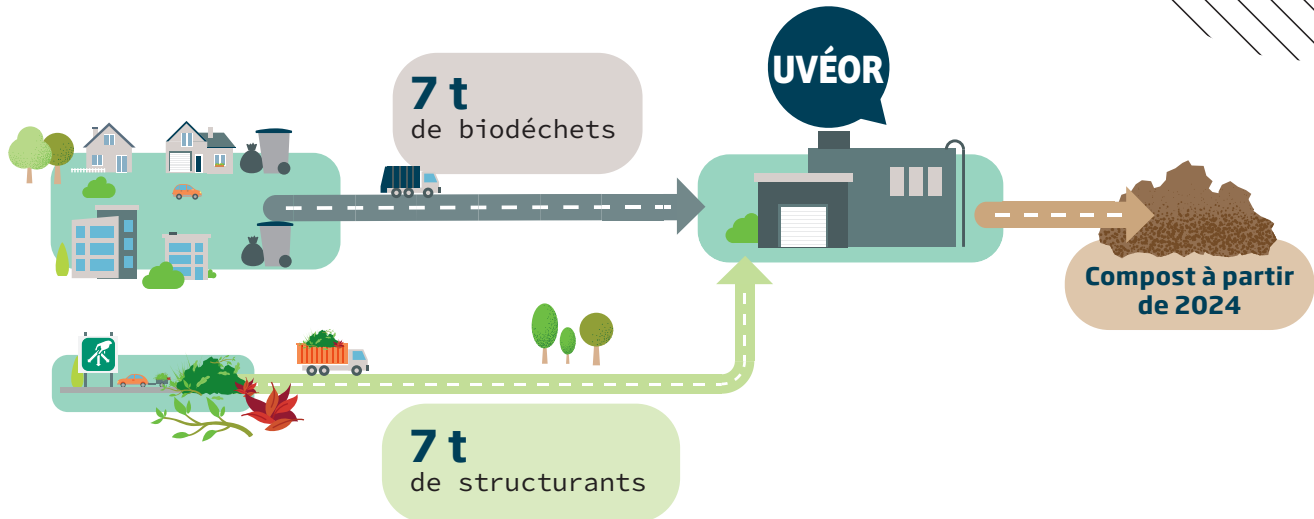 7 t
de biodéchets
UVÉOR
Compost à partir
de 2024
7 t
de structurants